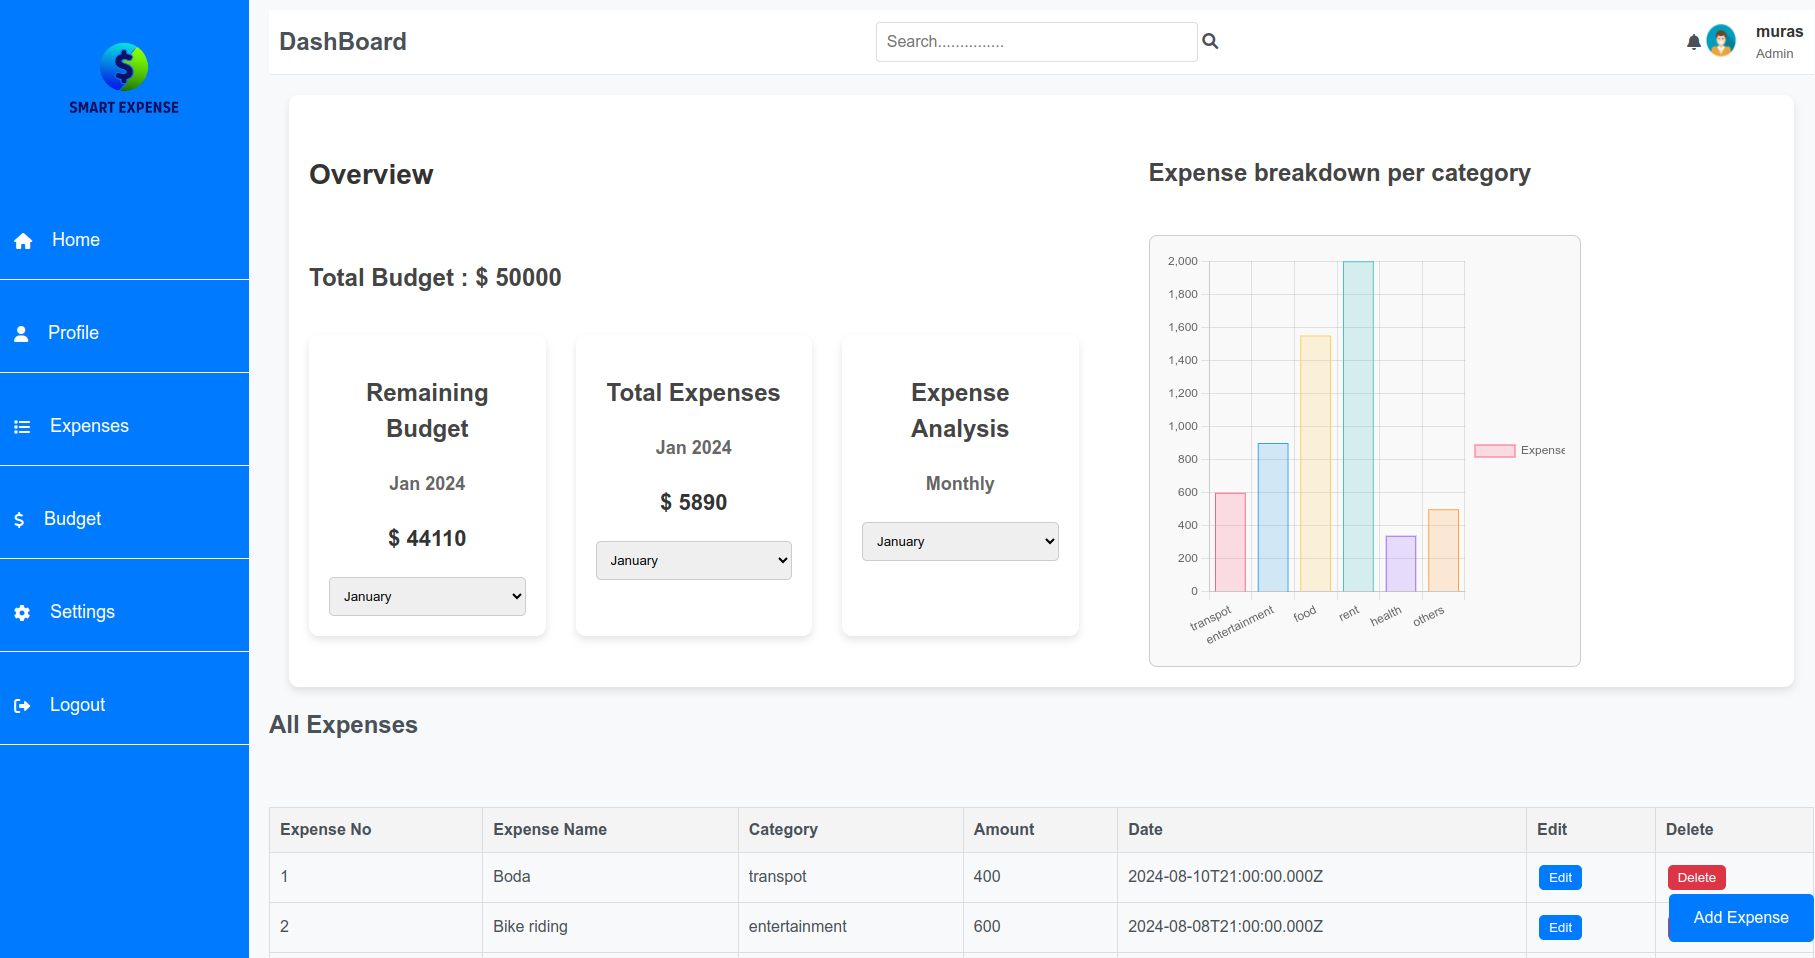 SMART EXPENSE
Home
Profile
Expenses
Budget
Settings
Logout
DashBoard
Search..............
muras
Admin
Overview
Total Budget : $ 50000
Remaining
Budget
Jan 2024
$ 44110
January
Total Expenses
Jan 2024
$ 5890
January
Expense
Analysis
Monthly
January
Expense breakdown per category
2,000
1,800
1,600
1,400
1,200
1,000
800
600
400
200
0
transpot
entertainment
food
rent
health
others
Expense
All Expenses
Expense No Expense Name Category Amount Date Edit Delete
1 Boda transpot 400 2024-08-10T21:00:00.000Z Edit Delete
2 Bike riding entertainment 600 2024-08-08T21:00:00.000Z Edit
Add Expense